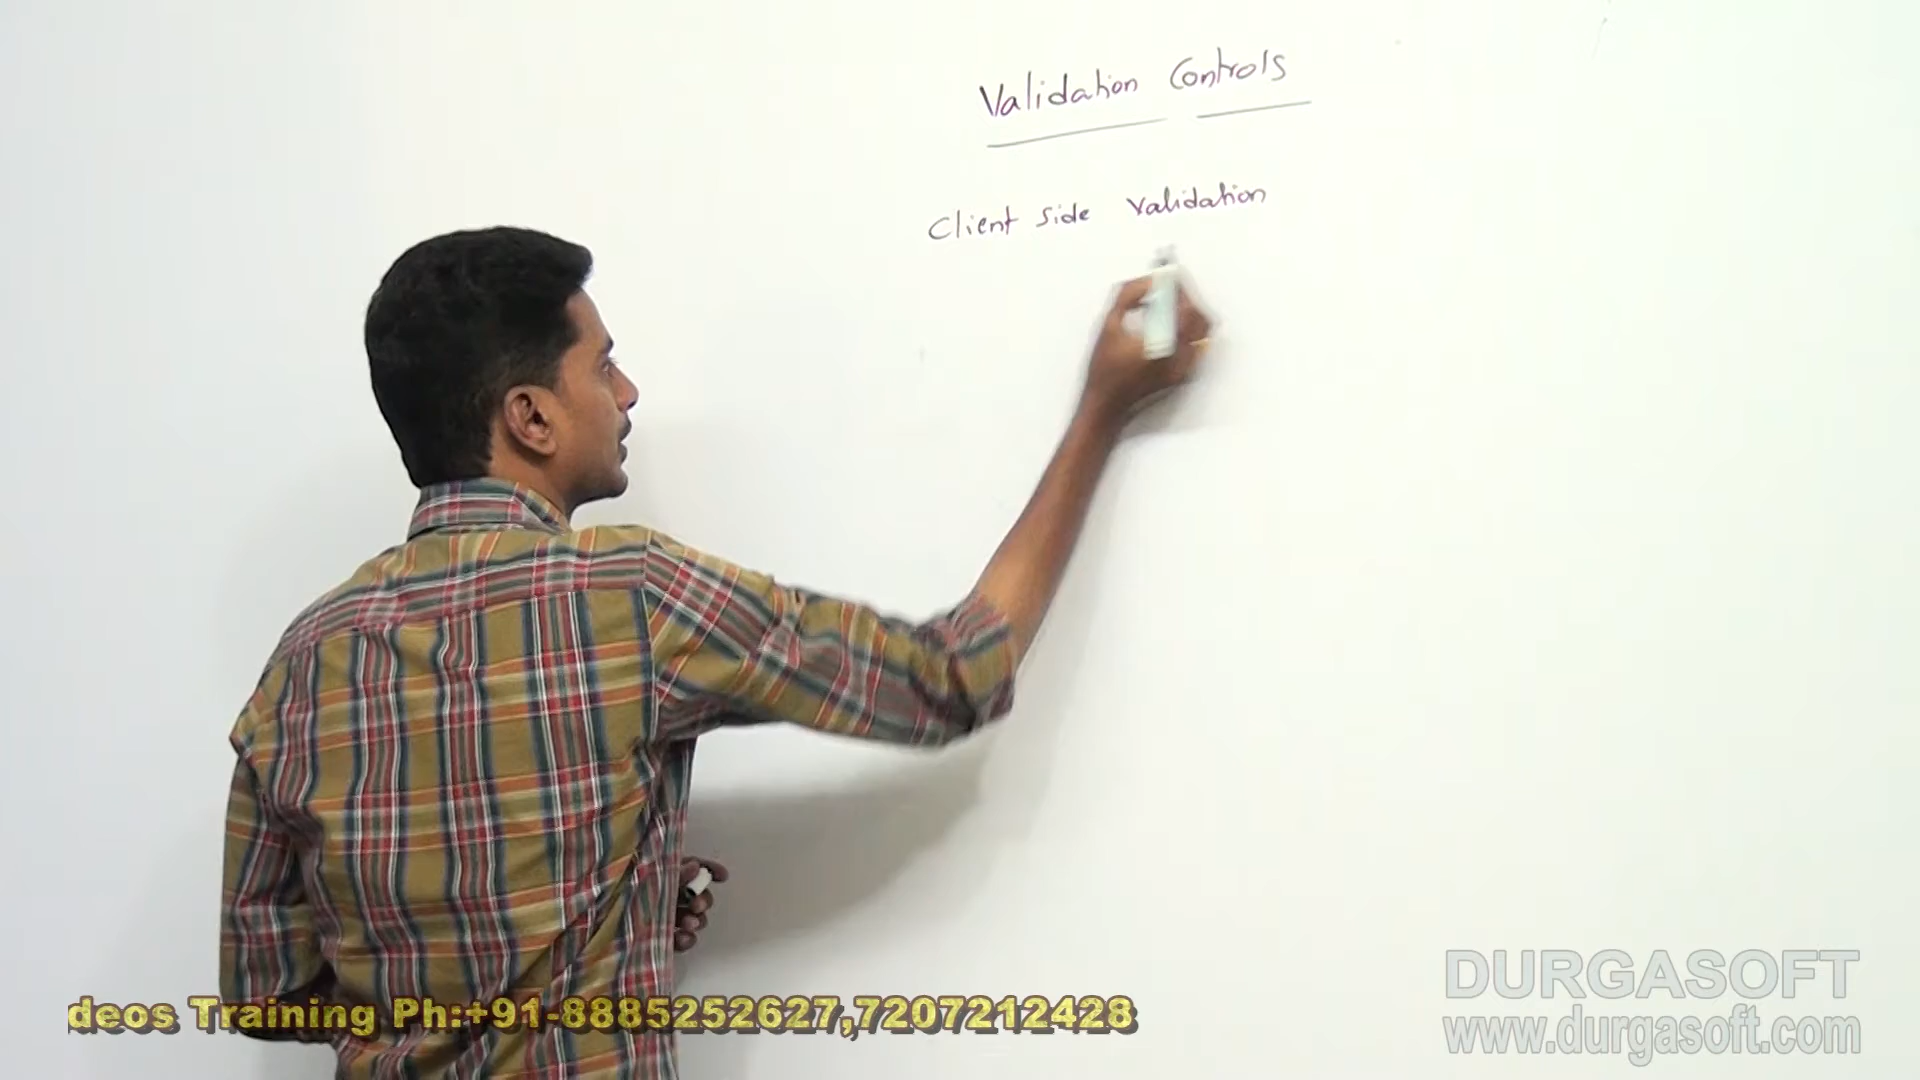 Validation Controls
Client side validation
deos Training Ph:+91-8885252627,7207212428
DURGASOFT
www.durgasoft.com